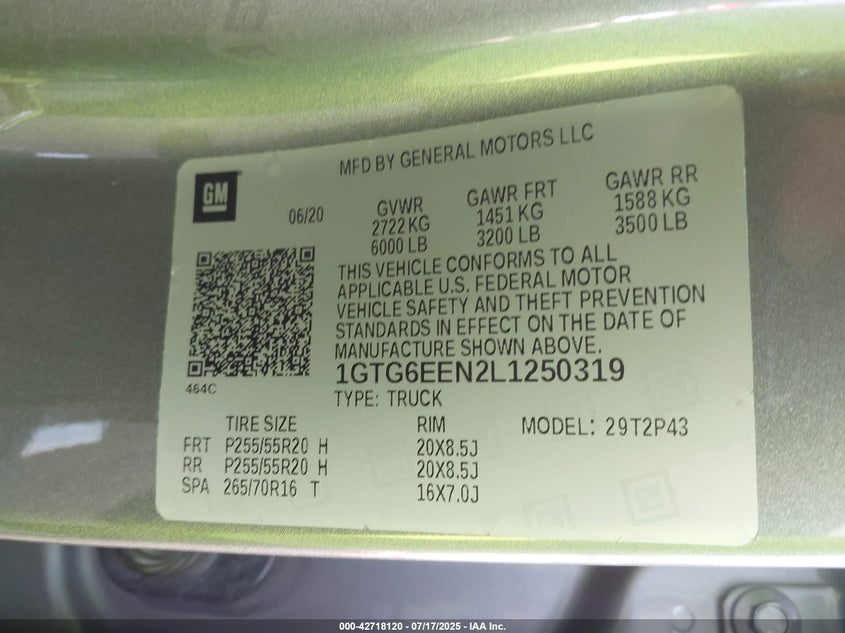 MFD BY GENERAL MOTORS LLC
GM
06/20
GVWR GAWR FRT GAWR RR
2722 KG 1451 KG 1588 KG
6000 LB 3200 LB 3500 LB
THIS VEHICLE CONFORMS TO ALL
APPLICABLE U.S. FEDERAL MOTOR
VEHICLE SAFETY AND THEFT PREVENTION
STANDARDS IN EFFECT ON THE DATE OF
MANUFACTURE SHOWN ABOVE.
464C
1GTG6EEN2L1250319
TYPE: TRUCK
TIRE SIZE RIM MODEL: 29T2P43
FRT P255/55R20 H 20X8.5J
RR P255/55R20 H 20X8.5J
SPA 265/70R16 T 16X7.0J
GM
000-42718120 - 07/17/2025 - IAA Inc.